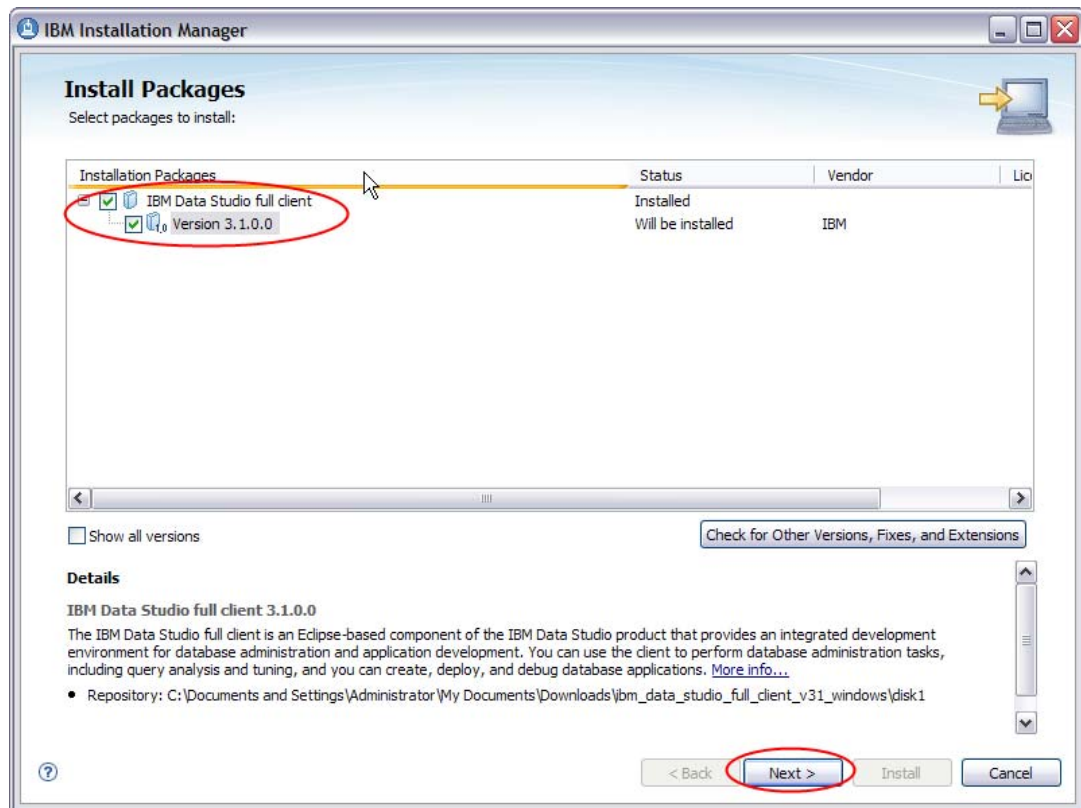 IBM Installation Manager
Install Packages
Select packages to install:
Installation Packages Status Vendor Lic
IBM Data Studio full client Installed
Version 3.1.0.0 Will be installed IBM
Show all versions
Check for Other Versions, Fixes, and Extensions
Details
IBM Data Studio full client 3.1.0.0
The IBM Data Studio full client is an Eclipse-based component of the IBM Data Studio product that provides an integrated development
environment for database administration and application development. You can use the client to perform database administration tasks,
including query analysis and tuning, and you can create, deploy, and debug database applications. More info...
• Repository: C:\Documents and Settings\Administrator\My Documents\Downloads\ibm_data_studio_full_client_v31_windows\disk1
? < Back Next > Install Cancel